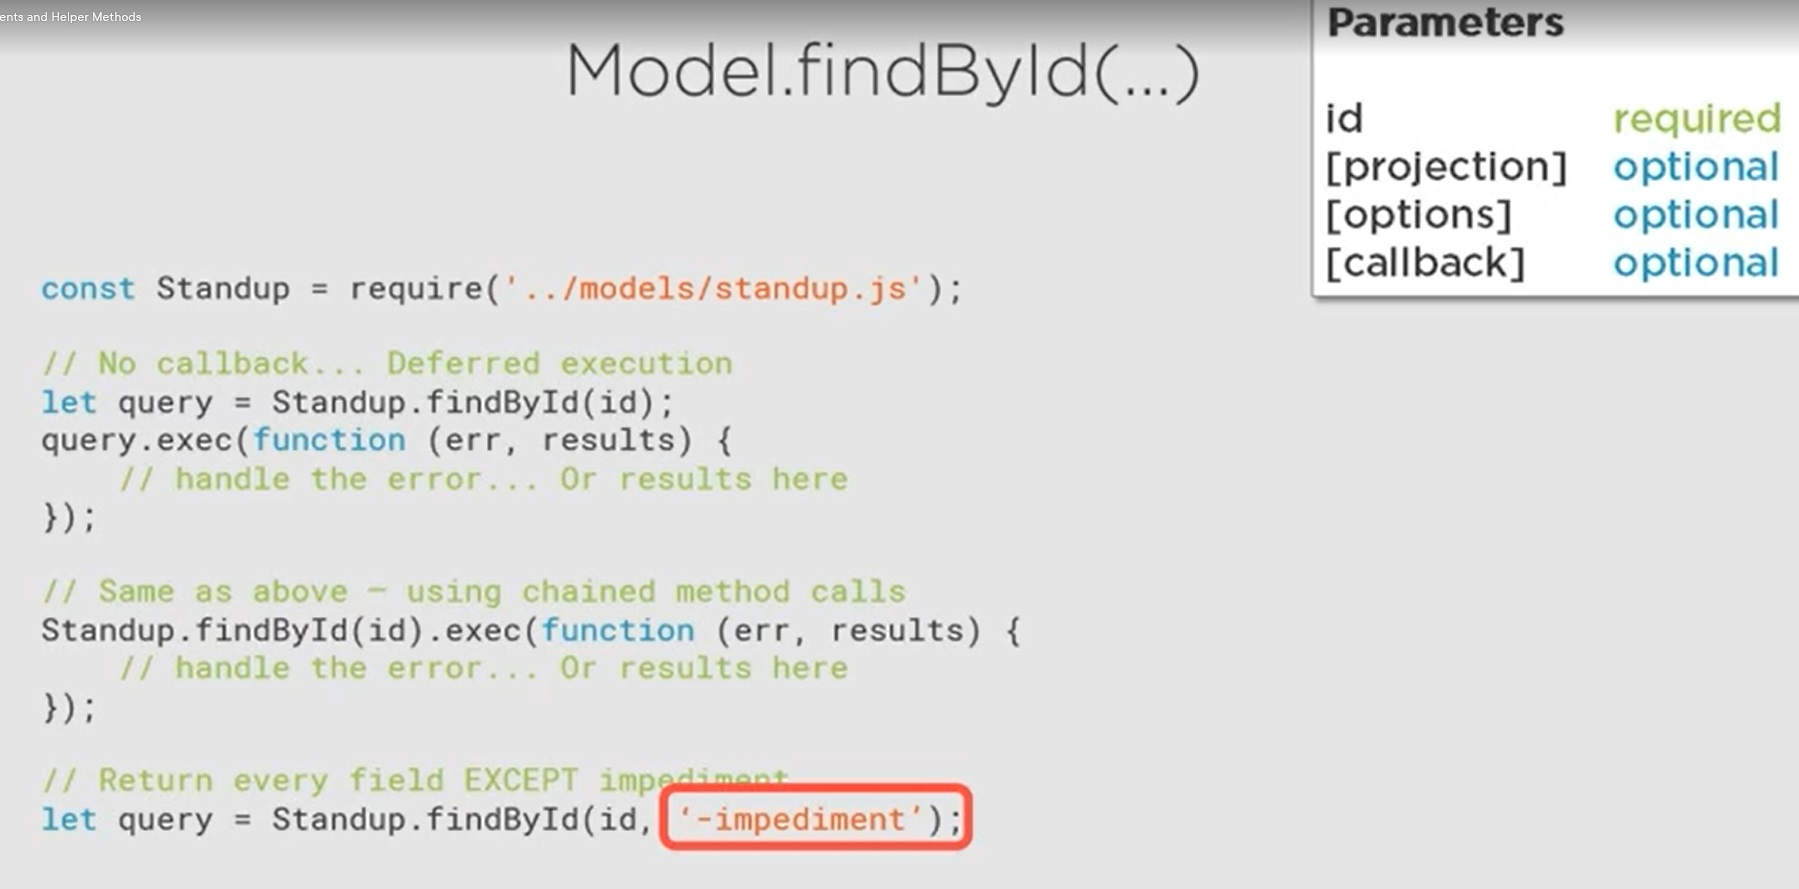 ents and Helper Methods
Model.findById(...)
Parameters
id required
[projection] optional
[options] optional
[callback] optional
const Standup = require('../models/standup.js');
// No callback... Deferred execution
let query = Standup.findById(id);
query.exec(function (err, results) {
// handle the error... Or results here
});
// Same as above – using chained method calls
Standup.findById(id).exec(function (err, results) {
// handle the error... Or results here
});
// Return every field EXCEPT impediment
let query = Standup.findById(id, ‘-impediment’);